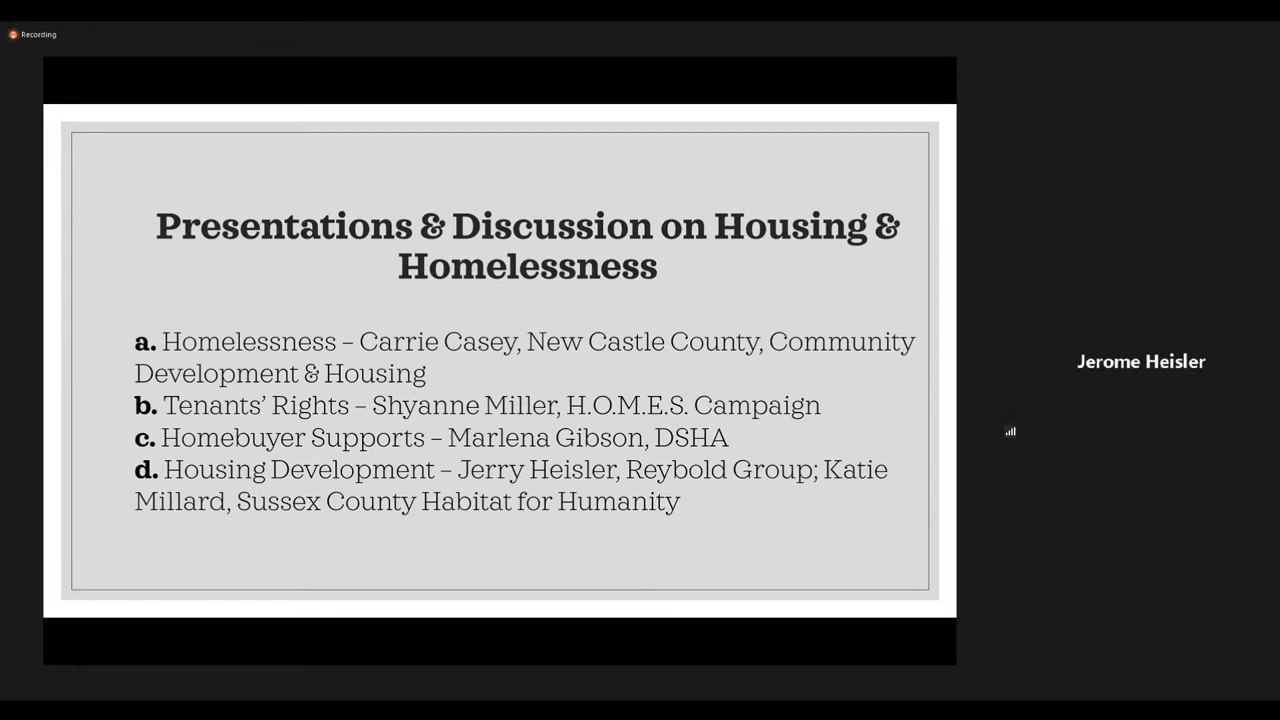 Recording
Presentations & Discussion on Housing &
Homelessness
a. Homelessness – Carrie Casey, New Castle County, Community
Development & Housing
b. Tenants’ Rights – Shyanne Miller, H.O.M.E.S. Campaign
c. Homebuyer Supports – Marlena Gibson, DSHA
d. Housing Development – Jerry Heisler, Reybold Group; Katie
Millard, Sussex County Habitat for Humanity
Jerome Heisler